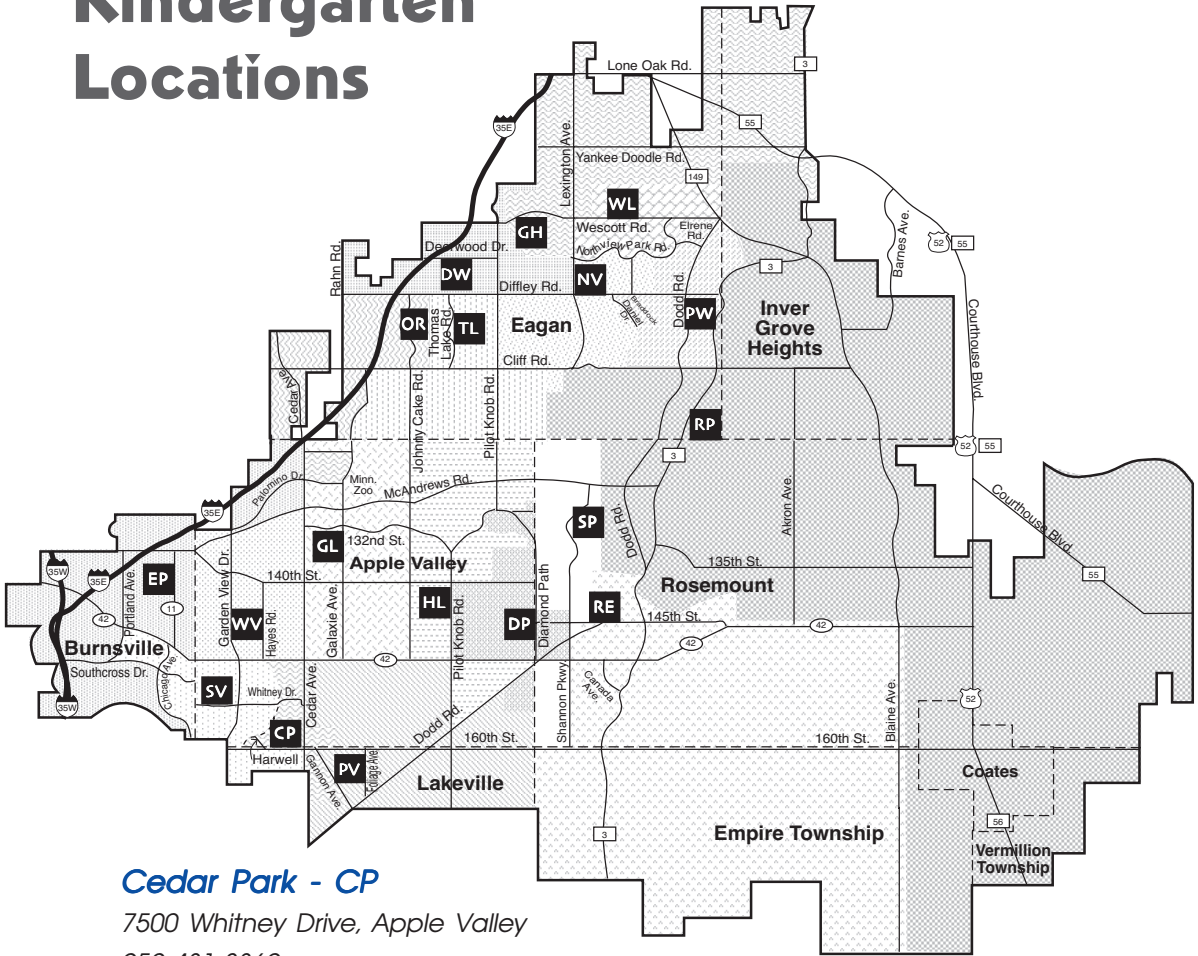 Kindergarten
Locations
Lone Oak Rd.
3
35E
55
Lexington Ave.
Yankee Doodle Rd.
149
WL
Wescott Rd.
Elrene
Rd.
GH
Deerwood Dr.
Northview Park Rd.
Barnes Ave.
52
55
Rahn Rd.
DW
NV
3
Diffley Rd.
Dodd Rd.
Braddock
Daniel
Dr.
PW
OR
Thomas
Lake Rd.
TL
Eagan
Inver
Grove
Heights
Courthouse Blvd.
Cliff Rd.
Cedar Ave.
Johnny Cake Rd.
Pilot Knob Rd.
RP
52
55
3
Palomino Dr.
Minn.
Zoo
McAndrews Rd.
Akron Ave.
Courthouse Blvd.
35E
SP
Dodd Rd.
GL
132nd St.
Apple Valley
135th St.
35W
35E
EP
Portland Ave.
Garden View Dr.
140th St.
Rosemount
55
11
42
WV
Hayes Rd.
Galaxie Ave.
HL
Pilot Knob Rd.
DP
Diamond Path
RE
145th St.
42
Burnsville
42
42
Southcross Dr.
Chicago Ave.
SV
Whitney Dr.
Cedar Ave.
Shannon Pkwy.
Canada
Ave.
Blaine Ave.
52
35W
CP
Dodd Rd.
160th St.
160th St.
Harwell
Gannon Ave.
PV
Foliage Ave.
Lakeville
Coates
3
Empire Township
56
Vermillion
Township
Cedar Park - CP
7500 Whitney Drive, Apple Valley